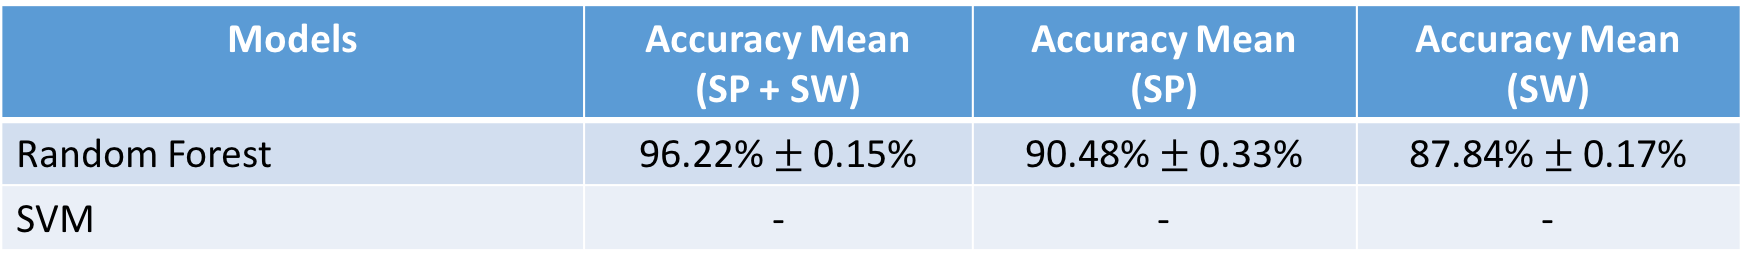 Models Accuracy Mean (SP + SW) Accuracy Mean (SP) Accuracy Mean (SW)
Random Forest 96.22% ± 0.15% 90.48% ± 0.33% 87.84% ± 0.17%
SVM - - -